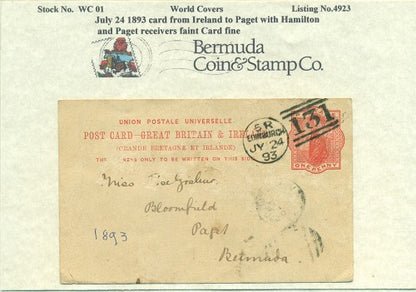 Stock No. WC 01 World Covers Listing No.4923
July 24 1893 card from Ireland to Paget with Hamilton
and Paget receivers faint Card fine
Bermuda
Coin&Stamp Co.
UNION POSTALE UNIVERSELLE.
POST CARD-GREAT BRITAIN & IRELAND
(GRANDE BRETAGNE ET IRLANDE)
ONLY TO BE WRITTEN ON THIS SIDE
5 R
EDINBURGH
JY 24
93
131
ONE PENNY
Miss
Bloomfield
Paget
Bermuda.
1893